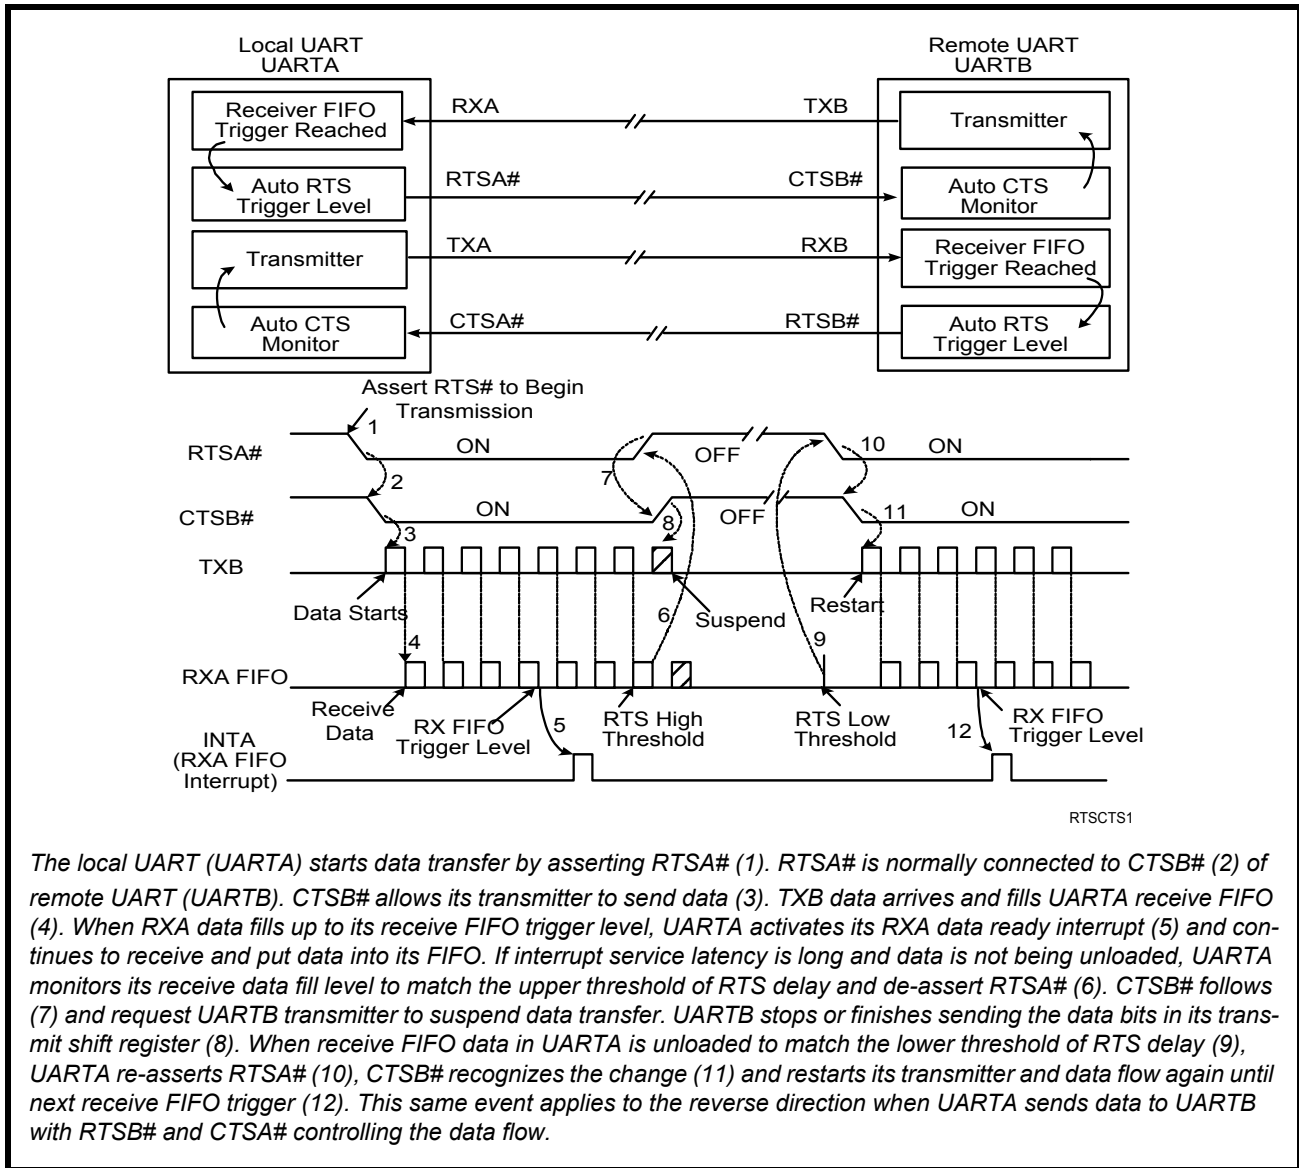 Local UART
UARTA
Remote UART
UARTB
Receiver FIFO
Trigger Reached
RXA
TXB
Transmitter
Auto RTS
Trigger Level
RTSA#
CTSB#
Auto CTS
Monitor
Transmitter
TXA
RXB
Receiver FIFO
Trigger Reached
Auto CTS
Monitor
CTSA#
RTSB#
Auto RTS
Trigger Level
Assert RTS# to Begin
Transmission
RTSA#
1
ON
7
OFF
10
ON
2
CTSB#
ON
8
OFF
11
ON
3
TXB
Data Starts
6
Suspend
Restart
4
9
RXA FIFO
Receive
Data
RX FIFO
Trigger Level
5
RTS High
Threshold
RTS Low
Threshold
12
RX FIFO
Trigger Level
INTA
(RXA FIFO
Interrupt)
RTSCTS1
The local UART (UARTA) starts data transfer by asserting RTSA# (1). RTSA# is normally connected to CTSB# (2) of
remote UART (UARTB). CTSB# allows its transmitter to send data (3). TXB data arrives and fills UARTA receive FIFO
(4). When RXA data fills up to its receive FIFO trigger level, UARTA activates its RXA data ready interrupt (5) and con-
tinues to receive and put data into its FIFO. If interrupt service latency is long and data is not being unloaded, UARTA
monitors its receive data fill level to match the upper threshold of RTS delay and de-assert RTSA# (6). CTSB# follows
(7) and request UARTB transmitter to suspend data transfer. UARTB stops or finishes sending the data bits in its trans-
mit shift register (8). When receive FIFO data in UARTA is unloaded to match the lower threshold of RTS delay (9),
UARTA re-asserts RTSA# (10), CTSB# recognizes the change (11) and restarts its transmitter and data flow again until
next receive FIFO trigger (12). This same event applies to the reverse direction when UARTA sends data to UARTB
with RTSB# and CTSA# controlling the data flow.